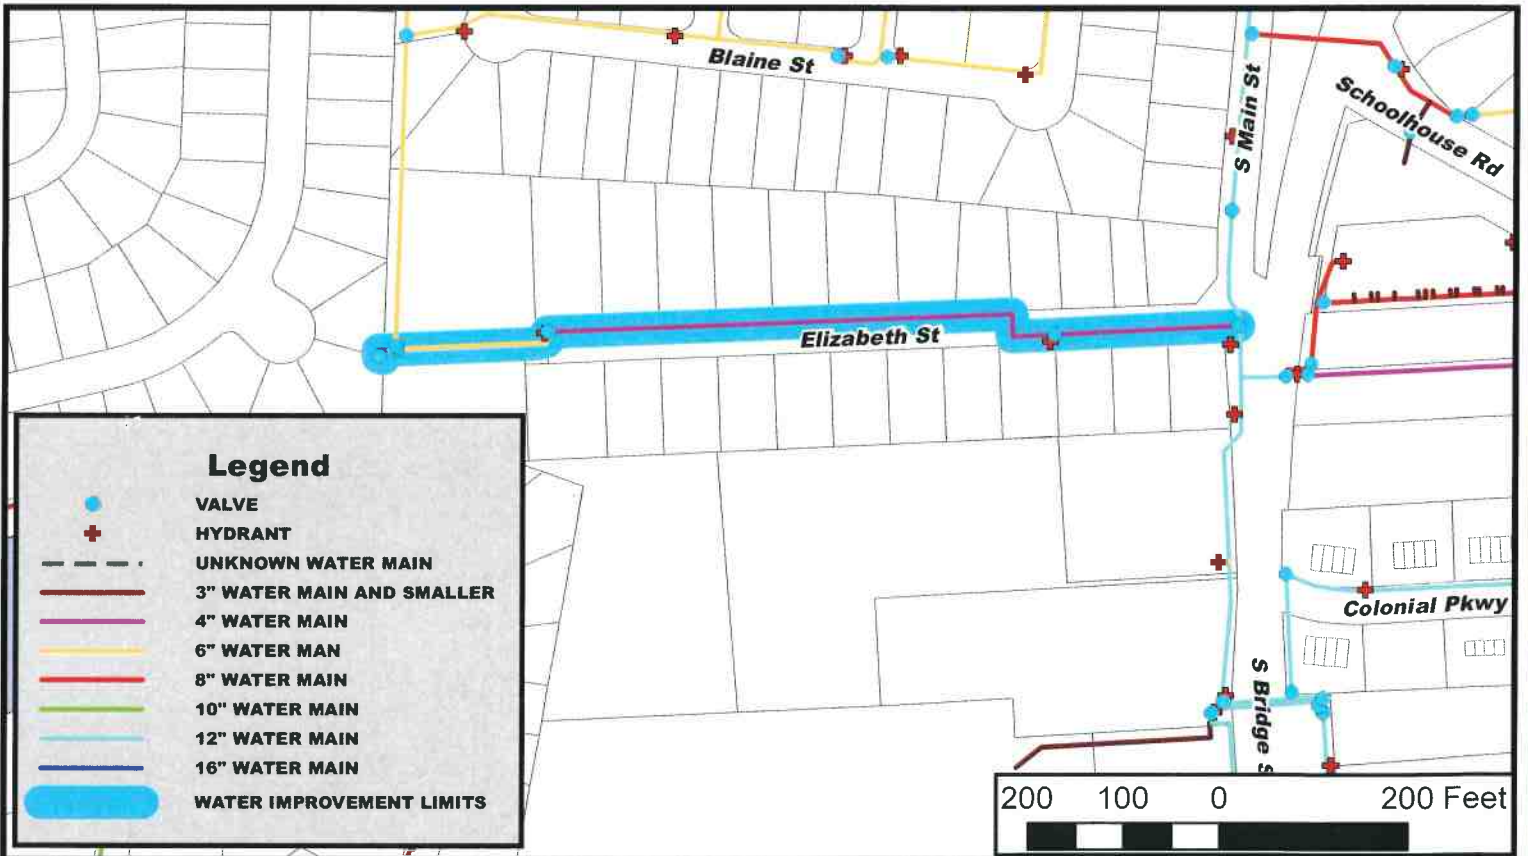 Blaine St
S Main St
Schoolhouse Rd
Elizabeth St
Colonial Pkwy
S Bridge S
Legend
VALVE
HYDRANT
UNKNOWN WATER MAIN
3" WATER MAIN AND SMALLER
4" WATER MAIN
6" WATER MAN
8" WATER MAIN
10" WATER MAIN
12" WATER MAIN
16" WATER MAIN
WATER IMPROVEMENT LIMITS
200 100 0 200 Feet